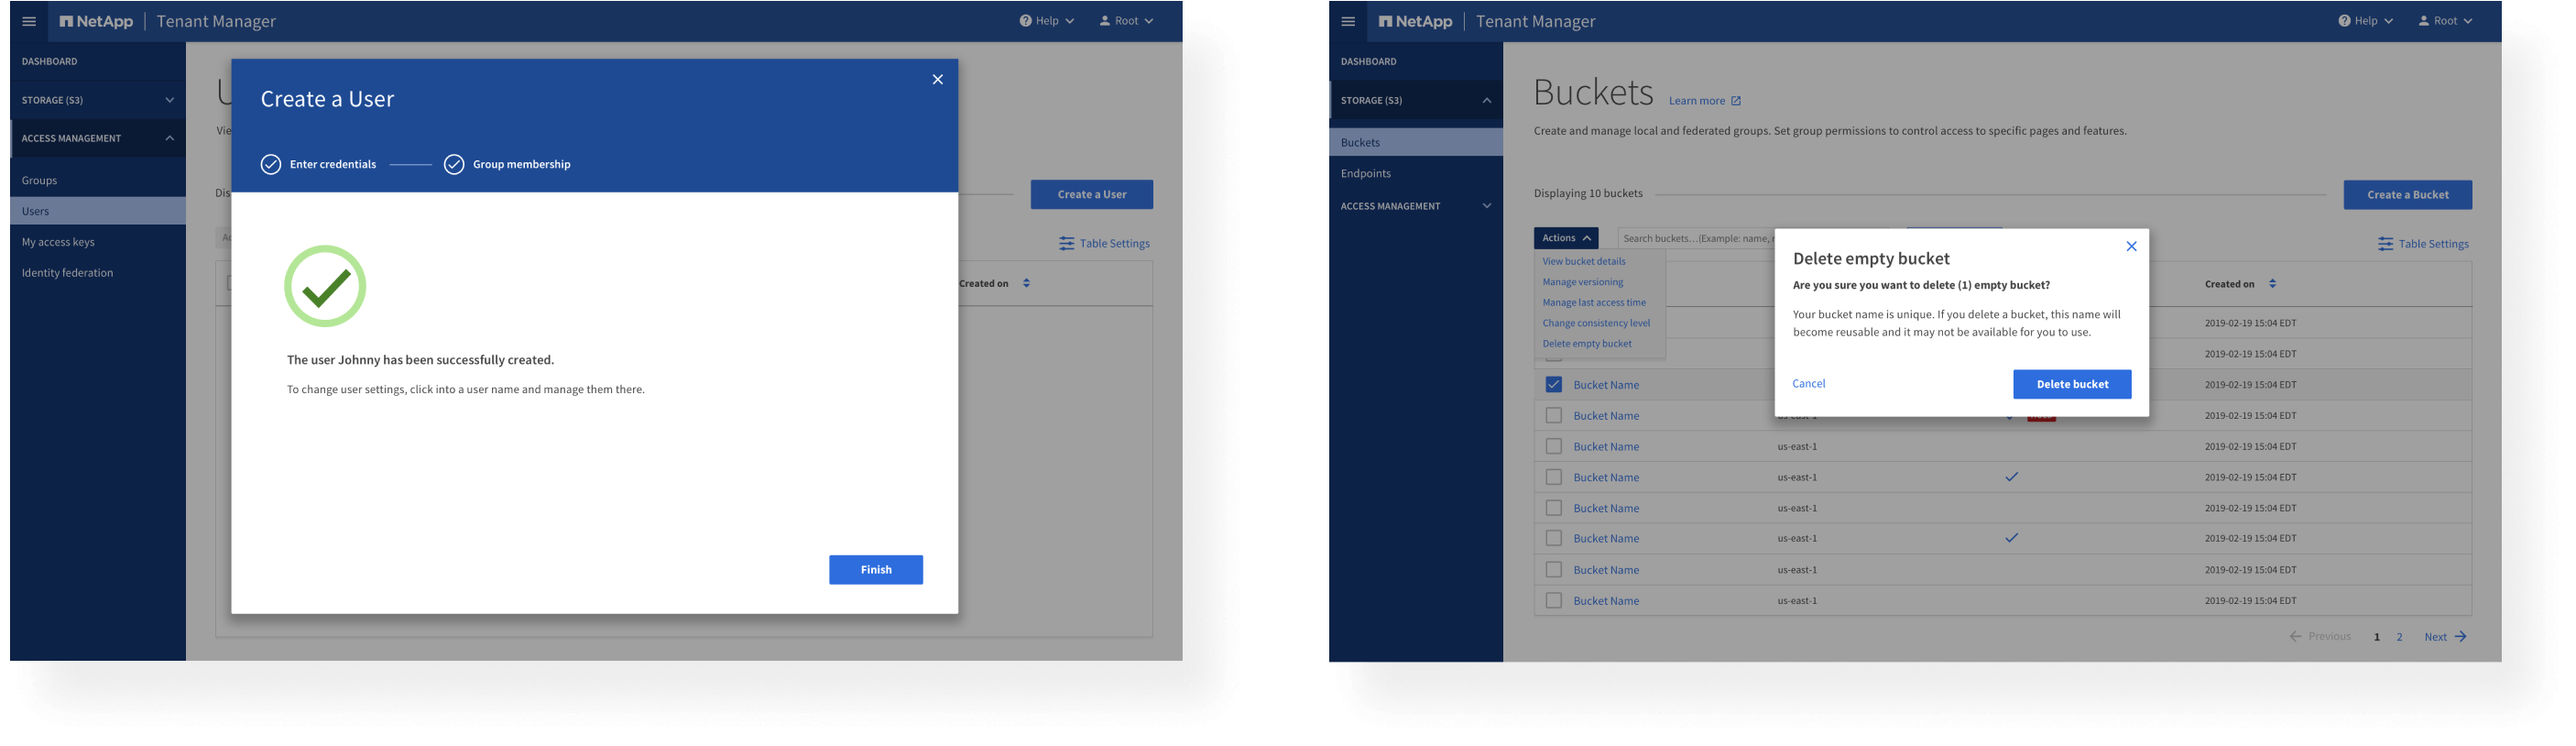 NetApp | Tenant Manager
Help
Root
DASHBOARD
STORAGE (S3)
ACCESS MANAGEMENT
Groups
Users
My access keys
Identity federation
Create a User
Enter credentials
Group membership
The user Johnny has been successfully created.
To change user settings, click into a user name and manage them there.
Finish
Create a User
Table Settings
Created on
NetApp | Tenant Manager
Help
Root
DASHBOARD
STORAGE (S3)
Buckets
Endpoints
ACCESS MANAGEMENT
Buckets
Learn more
Create and manage local and federated groups. Set group permissions to control access to specific pages and features.
Displaying 10 buckets
Create a Bucket
Actions
Search buckets...(Example: name,
Table Settings
View bucket details
Manage versioning
Manage last access time
Change consistency level
Delete empty bucket
Delete empty bucket
Are you sure you want to delete (1) empty bucket?
Your bucket name is unique. If you delete a bucket, this name will
become reusable and it may not be available for you to use.
Cancel
Delete bucket
Created on
2019-02-19 15:04 EDT
2019-02-19 15:04 EDT
Bucket Name 2019-02-19 15:04 EDT
Bucket Name us-east-1 2019-02-19 15:04 EDT
Bucket Name us-east-1 2019-02-19 15:04 EDT
Bucket Name us-east-1 2019-02-19 15:04 EDT
Bucket Name us-east-1 2019-02-19 15:04 EDT
Bucket Name us-east-1 2019-02-19 15:04 EDT
Bucket Name us-east-1 2019-02-19 15:04 EDT
Bucket Name us-east-1 2019-02-19 15:04 EDT
Previous 1 2 Next